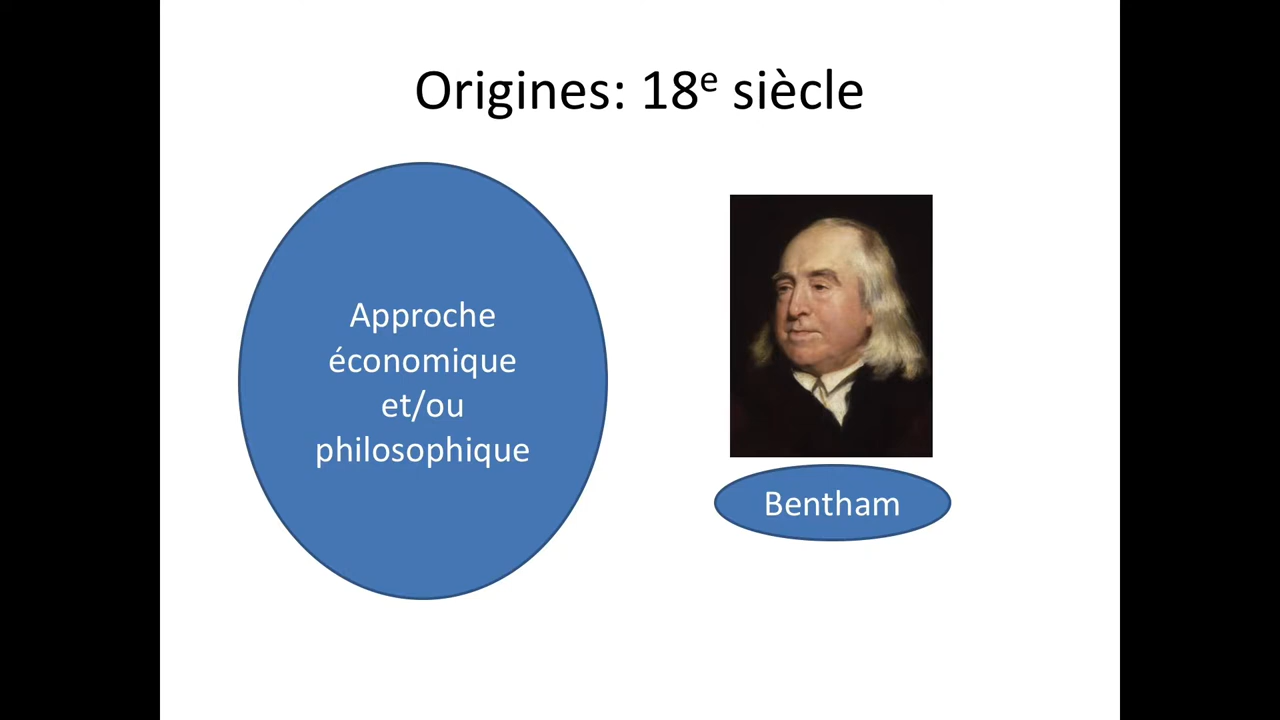 Origines: 18e siècle
Approche
économique
et/ou
philosophique
Bentham